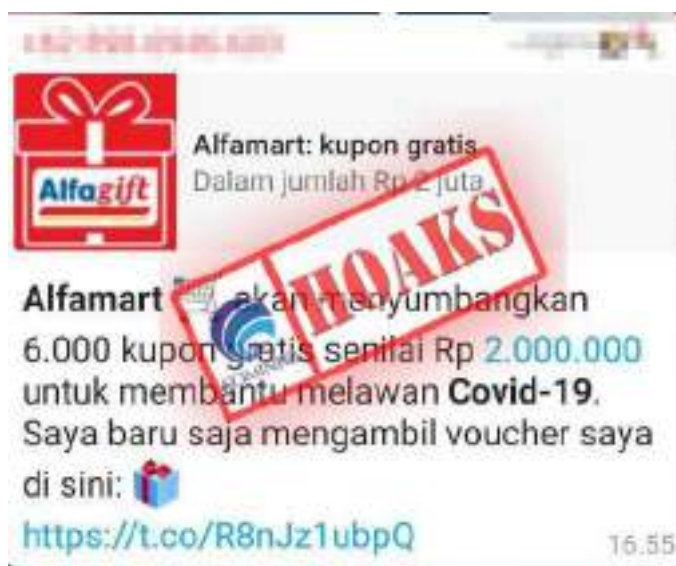 Alfamart: kupon gratis
Dalam jumlah Rp 2 juta
Alfagift
HOAKS
Alfamart akan menyumbangkan
6.000 kupon gratis senilai Rp 2.000.000
untuk membantu melawan Covid-19.
Saya baru saja mengambil voucher saya
di sini:
https://t.co/R8nJz1ubpQ
16.55